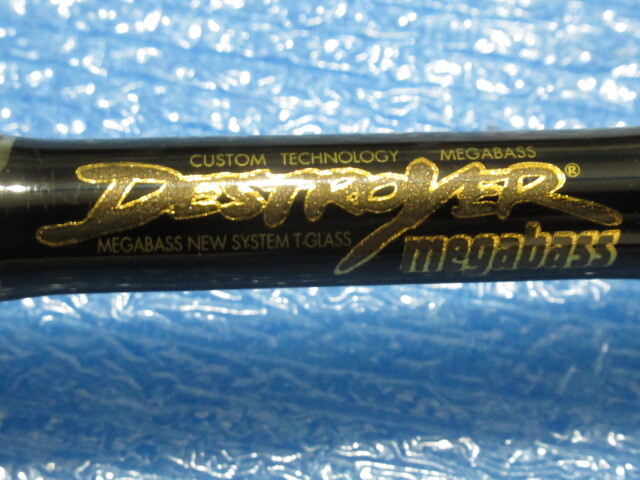 CUSTOM TECHNOLOGY MEGABASS
DESTROYER®
MEGABASS NEW SYSTEM T-GLASS
megabass